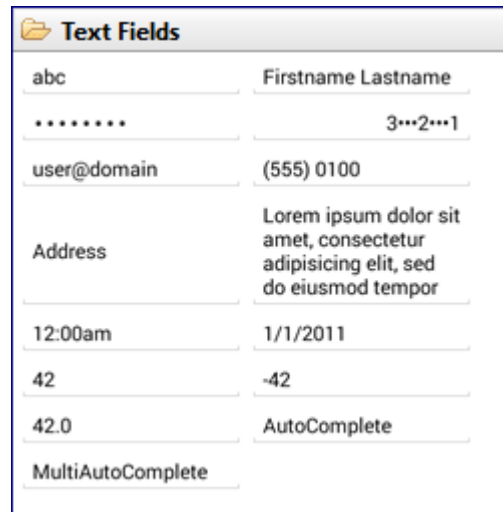 Text Fields
abc
Firstname Lastname
••••••••
3•••2•••1
user@domain
(555) 0100
Address
Lorem ipsum dolor sit
amet, consectetur
adipisicing elit, sed
do eiusmod tempor
12:00am
1/1/2011
42
-42
42.0
AutoComplete
MultiAutoComplete